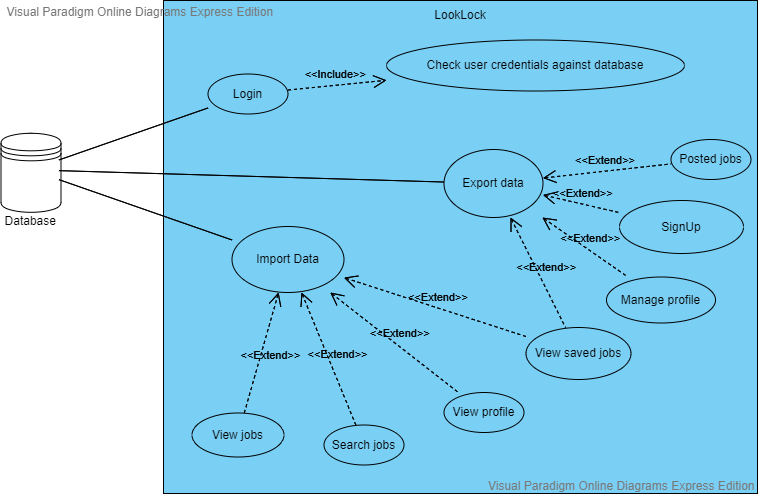 Visual Paradigm Online Diagrams Express Edition
LookLock
Check user credentials against database
<<Include>>
Login
Posted jobs
<<Extend>>
Export data
<<Extend>>
SignUp
Database
<<Extend>>
Import Data
<<Extend>>
Manage profile
<<Extend>>
<<Extend>>
View saved jobs
<<Extend>>
<<Extend>>
<<Extend>>
View profile
View jobs
Search jobs
Visual Paradigm Online Diagrams Express Edition